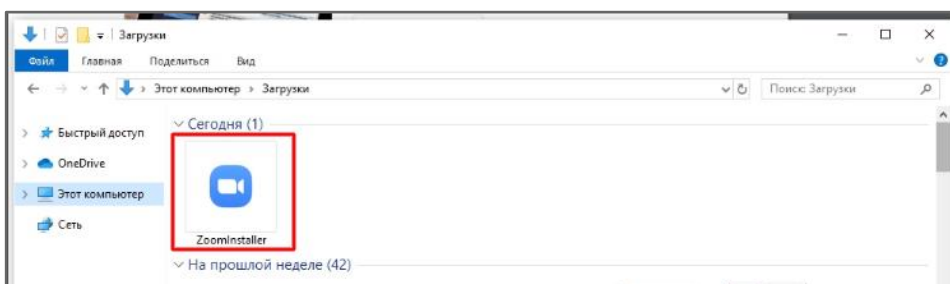 Загрузки
Файл Главная Поделиться Вид
Этот компьютер › Загрузки
Поиск: Загрузки
Быстрый доступ
OneDrive
Этот компьютер
Сеть
Сегодня (1)
ZoomInstaller
На прошлой неделе (42)